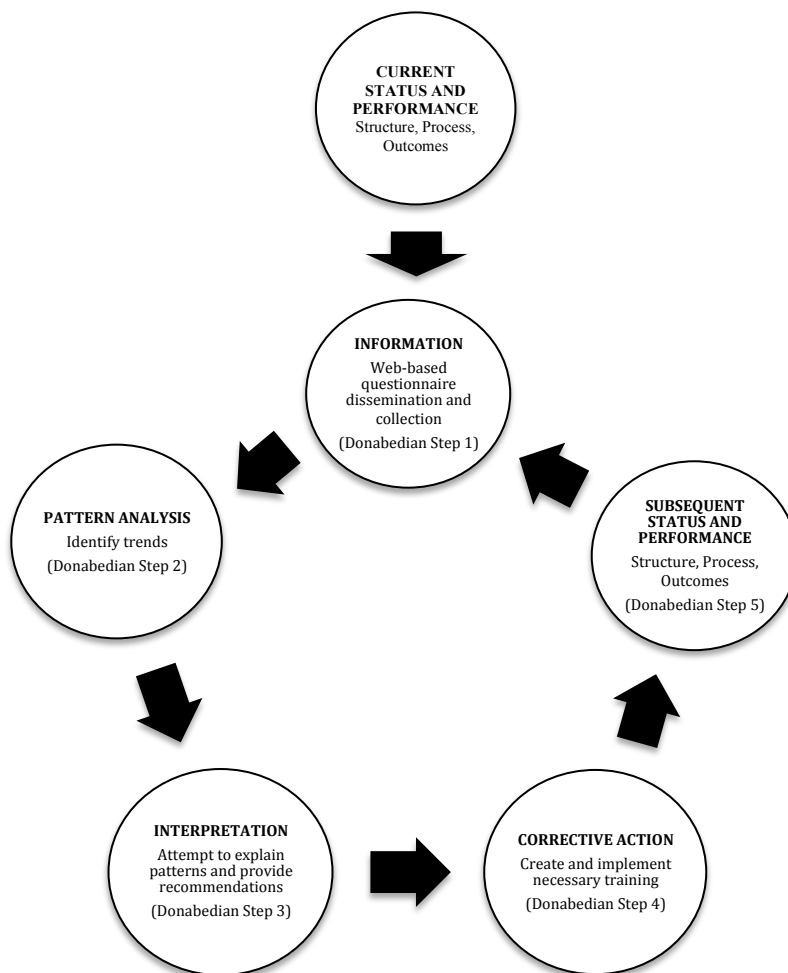 CURRENT
STATUS AND
PERFORMANCE
Structure, Process,
Outcomes
INFORMATION
Web-based
questionnaire
dissemination and
collection
(Donabedian Step 1)
PATTERN ANALYSIS
Identify trends
(Donabedian Step 2)
SUBSEQUENT
STATUS AND
PERFORMANCE
Structure, Process,
Outcomes
(Donabedian Step 5)
INTERPRETATION
Attempt to explain
patterns and provide
recommendations
(Donabedian Step 3)
CORRECTIVE ACTION
Create and implement
necessary training
(Donabedian Step 4)